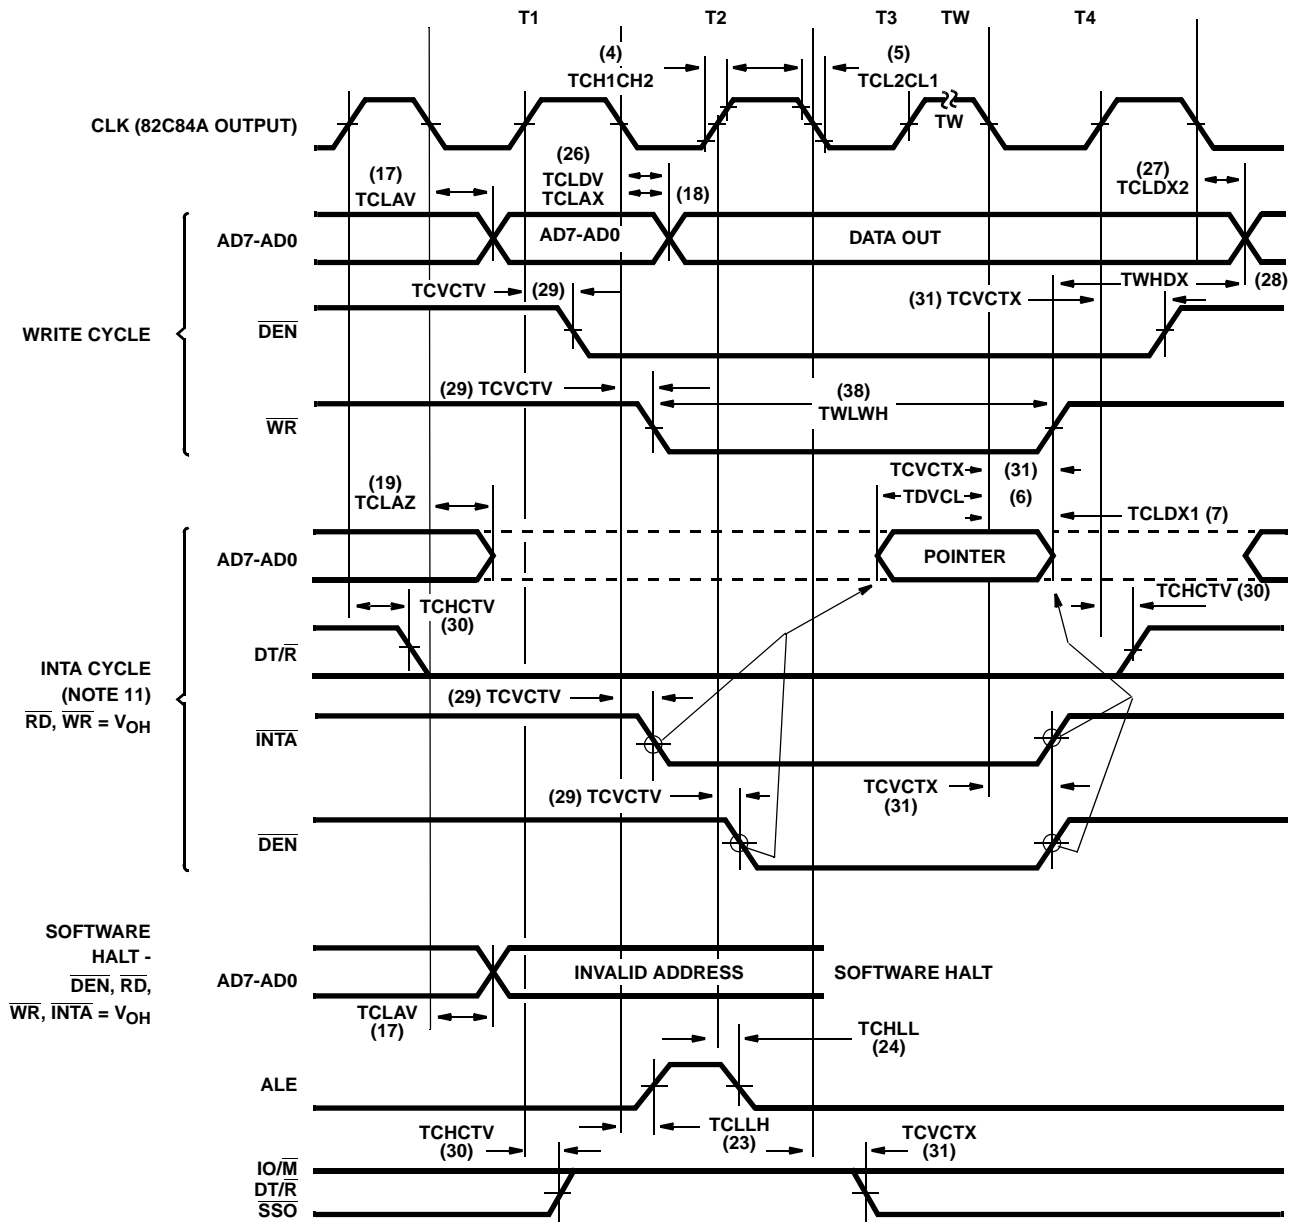 T1 T2 T3 TW T4
(4)
TCH1CH2
(5)
TCL2CL1
CLK (82C84A OUTPUT)
TW
(17)
TCLAV
(26)
TCLDV
TCLAX
(18)
(27)
TCLDX2
AD7-AD0
AD7-AD0
DATA OUT
TCVCTV (29)
(31) TCVCTX
TWHDX
(28)
WRITE CYCLE
DEN
(29) TCVCTV
(38)
TWLWH
WR
TCVCTX (31)
(19)
TCLAZ
TDVCL (6)
TCLDX1 (7)
AD7-AD0
POINTER
TCHCTV
(30)
TCHCTV (30)
DT/R
INTA CYCLE
(NOTE 11)
RD, WR = VOH
(29) TCVCTV
INTA
(29) TCVCTV
TCVCTX
(31)
DEN
SOFTWARE
HALT -
DEN, RD,
WR, INTA = VOH
AD7-AD0
INVALID ADDRESS
SOFTWARE HALT
TCLAV
(17)
TCHLL
(24)
ALE
TCHCTV
(30)
TCLLH
(23)
TCVCTX
(31)
IO/M
DT/R
SSO